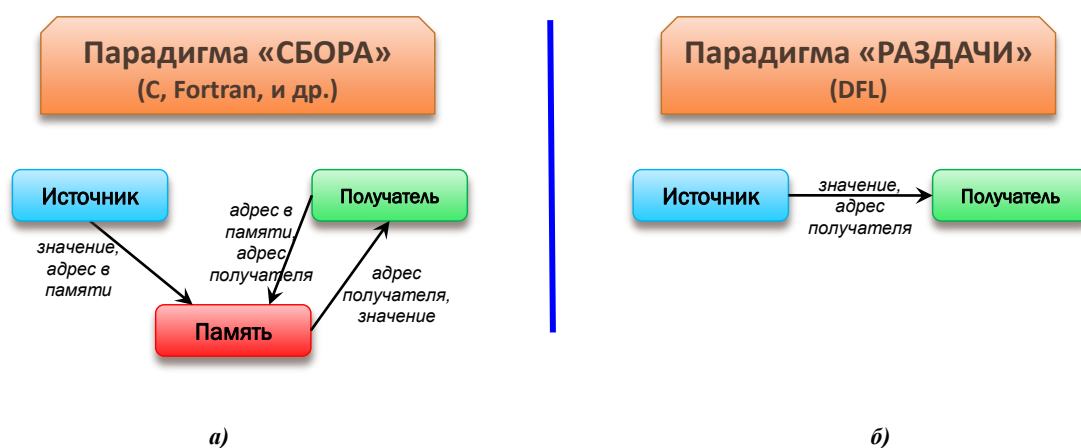 Парадигма «СБОРА»
(C, Fortran, и др.)
Источник
Получатель
значение,
адрес в
памяти
адрес в
памяти,
адрес
получателя
адрес
получателя,
значение
Память
а)
Парадигма «РАЗДАЧИ»
(DFL)
Источник
значение,
адрес
получателя
Получатель
б)